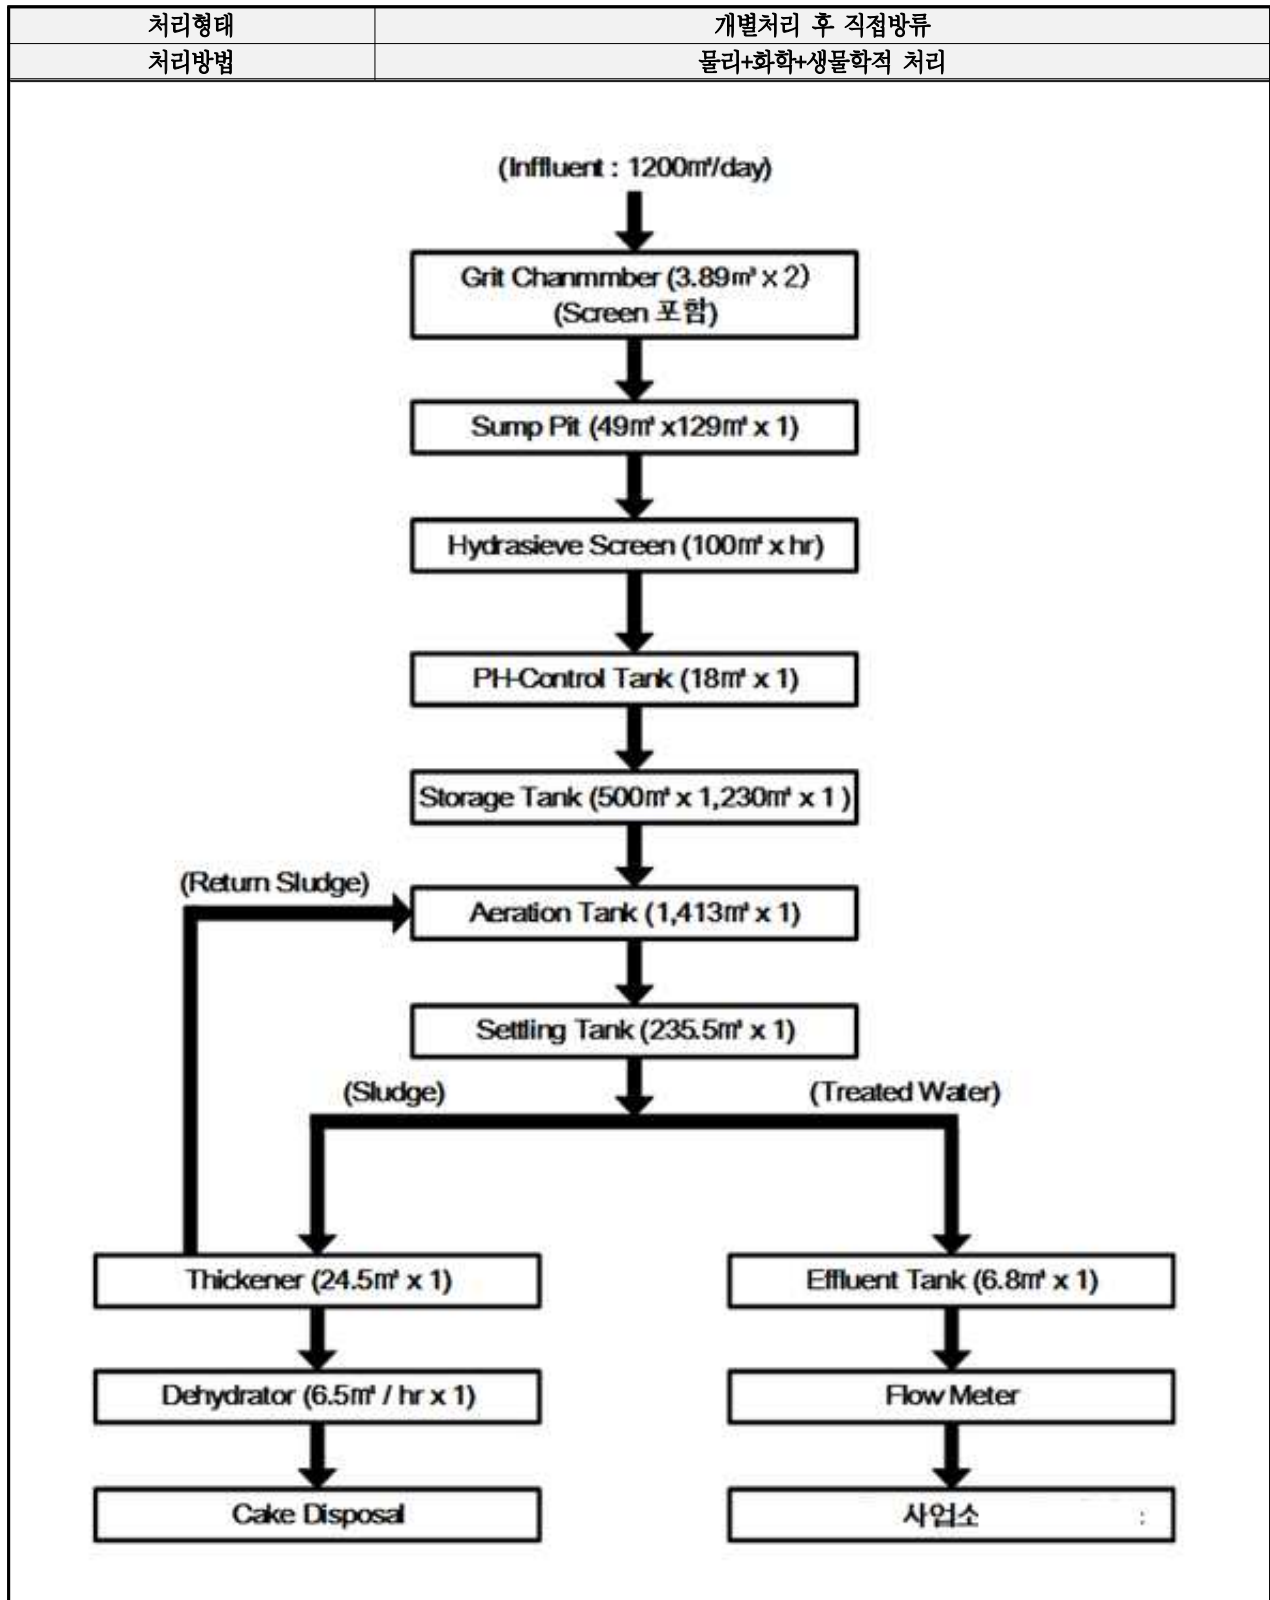 처리형태 개별처리 후 직접방류
처리방법 물리+화학+생물학적 처리
(Inffluent : 1200㎥/day)
Grit Chanmmber (3.89㎥ x 2)
(Screen 포함)
Sump Pit (49㎥ x129㎥ x 1)
Hydrasieve Screen (100㎥ x hr)
PH-Control Tank (18㎥ x 1)
Storage Tank (500㎥ x 1,230㎥ x 1 )
(Return Sludge)
Aeration Tank (1,413㎥ x 1)
Settling Tank (235.5㎥ x 1)
(Sludge) (Treated Water)
Thickener (24.5㎥ x 1) Effluent Tank (6.8㎥ x 1)
Dehydrator (6.5㎥ / hr x 1) Flow Meter
Cake Disposal 사업소 :